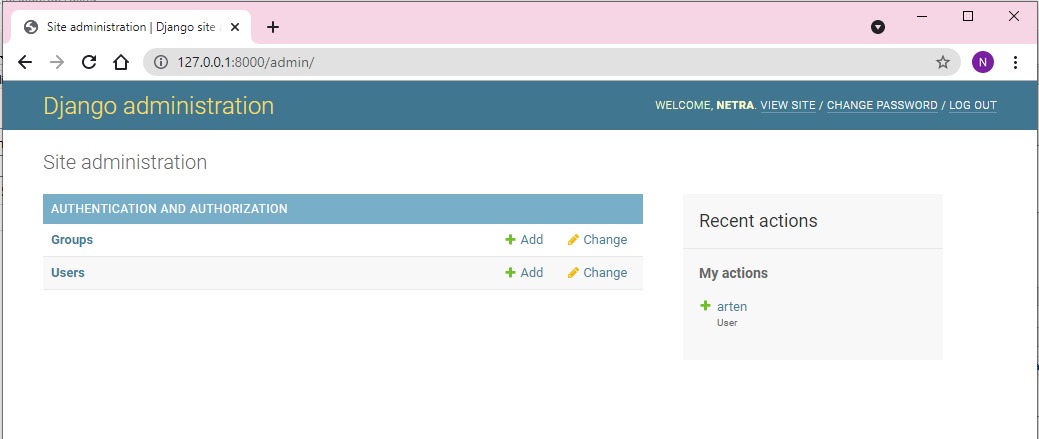 Site administration | Django site
127.0.0.1:8000/admin/
N
Django administration
WELCOME, NETRA. VIEW SITE / CHANGE PASSWORD / LOG OUT
Site administration
AUTHENTICATION AND AUTHORIZATION
Groups Add Change
Users Add Change
Recent actions
My actions
arten
User